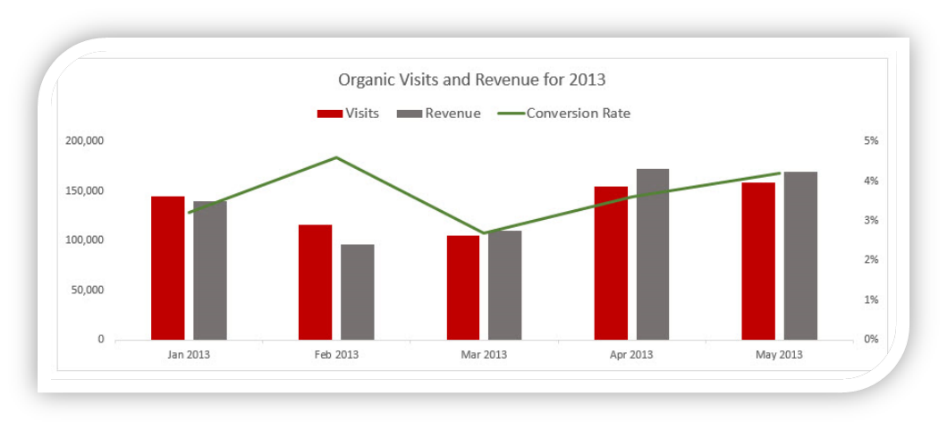 Organic Visits and Revenue for 2013
Visits Revenue Conversion Rate
200,000 5%
150,000 4%
100,000 3%
50,000 2%
0 1%
0%
Jan 2013 Feb 2013 Mar 2013 Apr 2013 May 2013